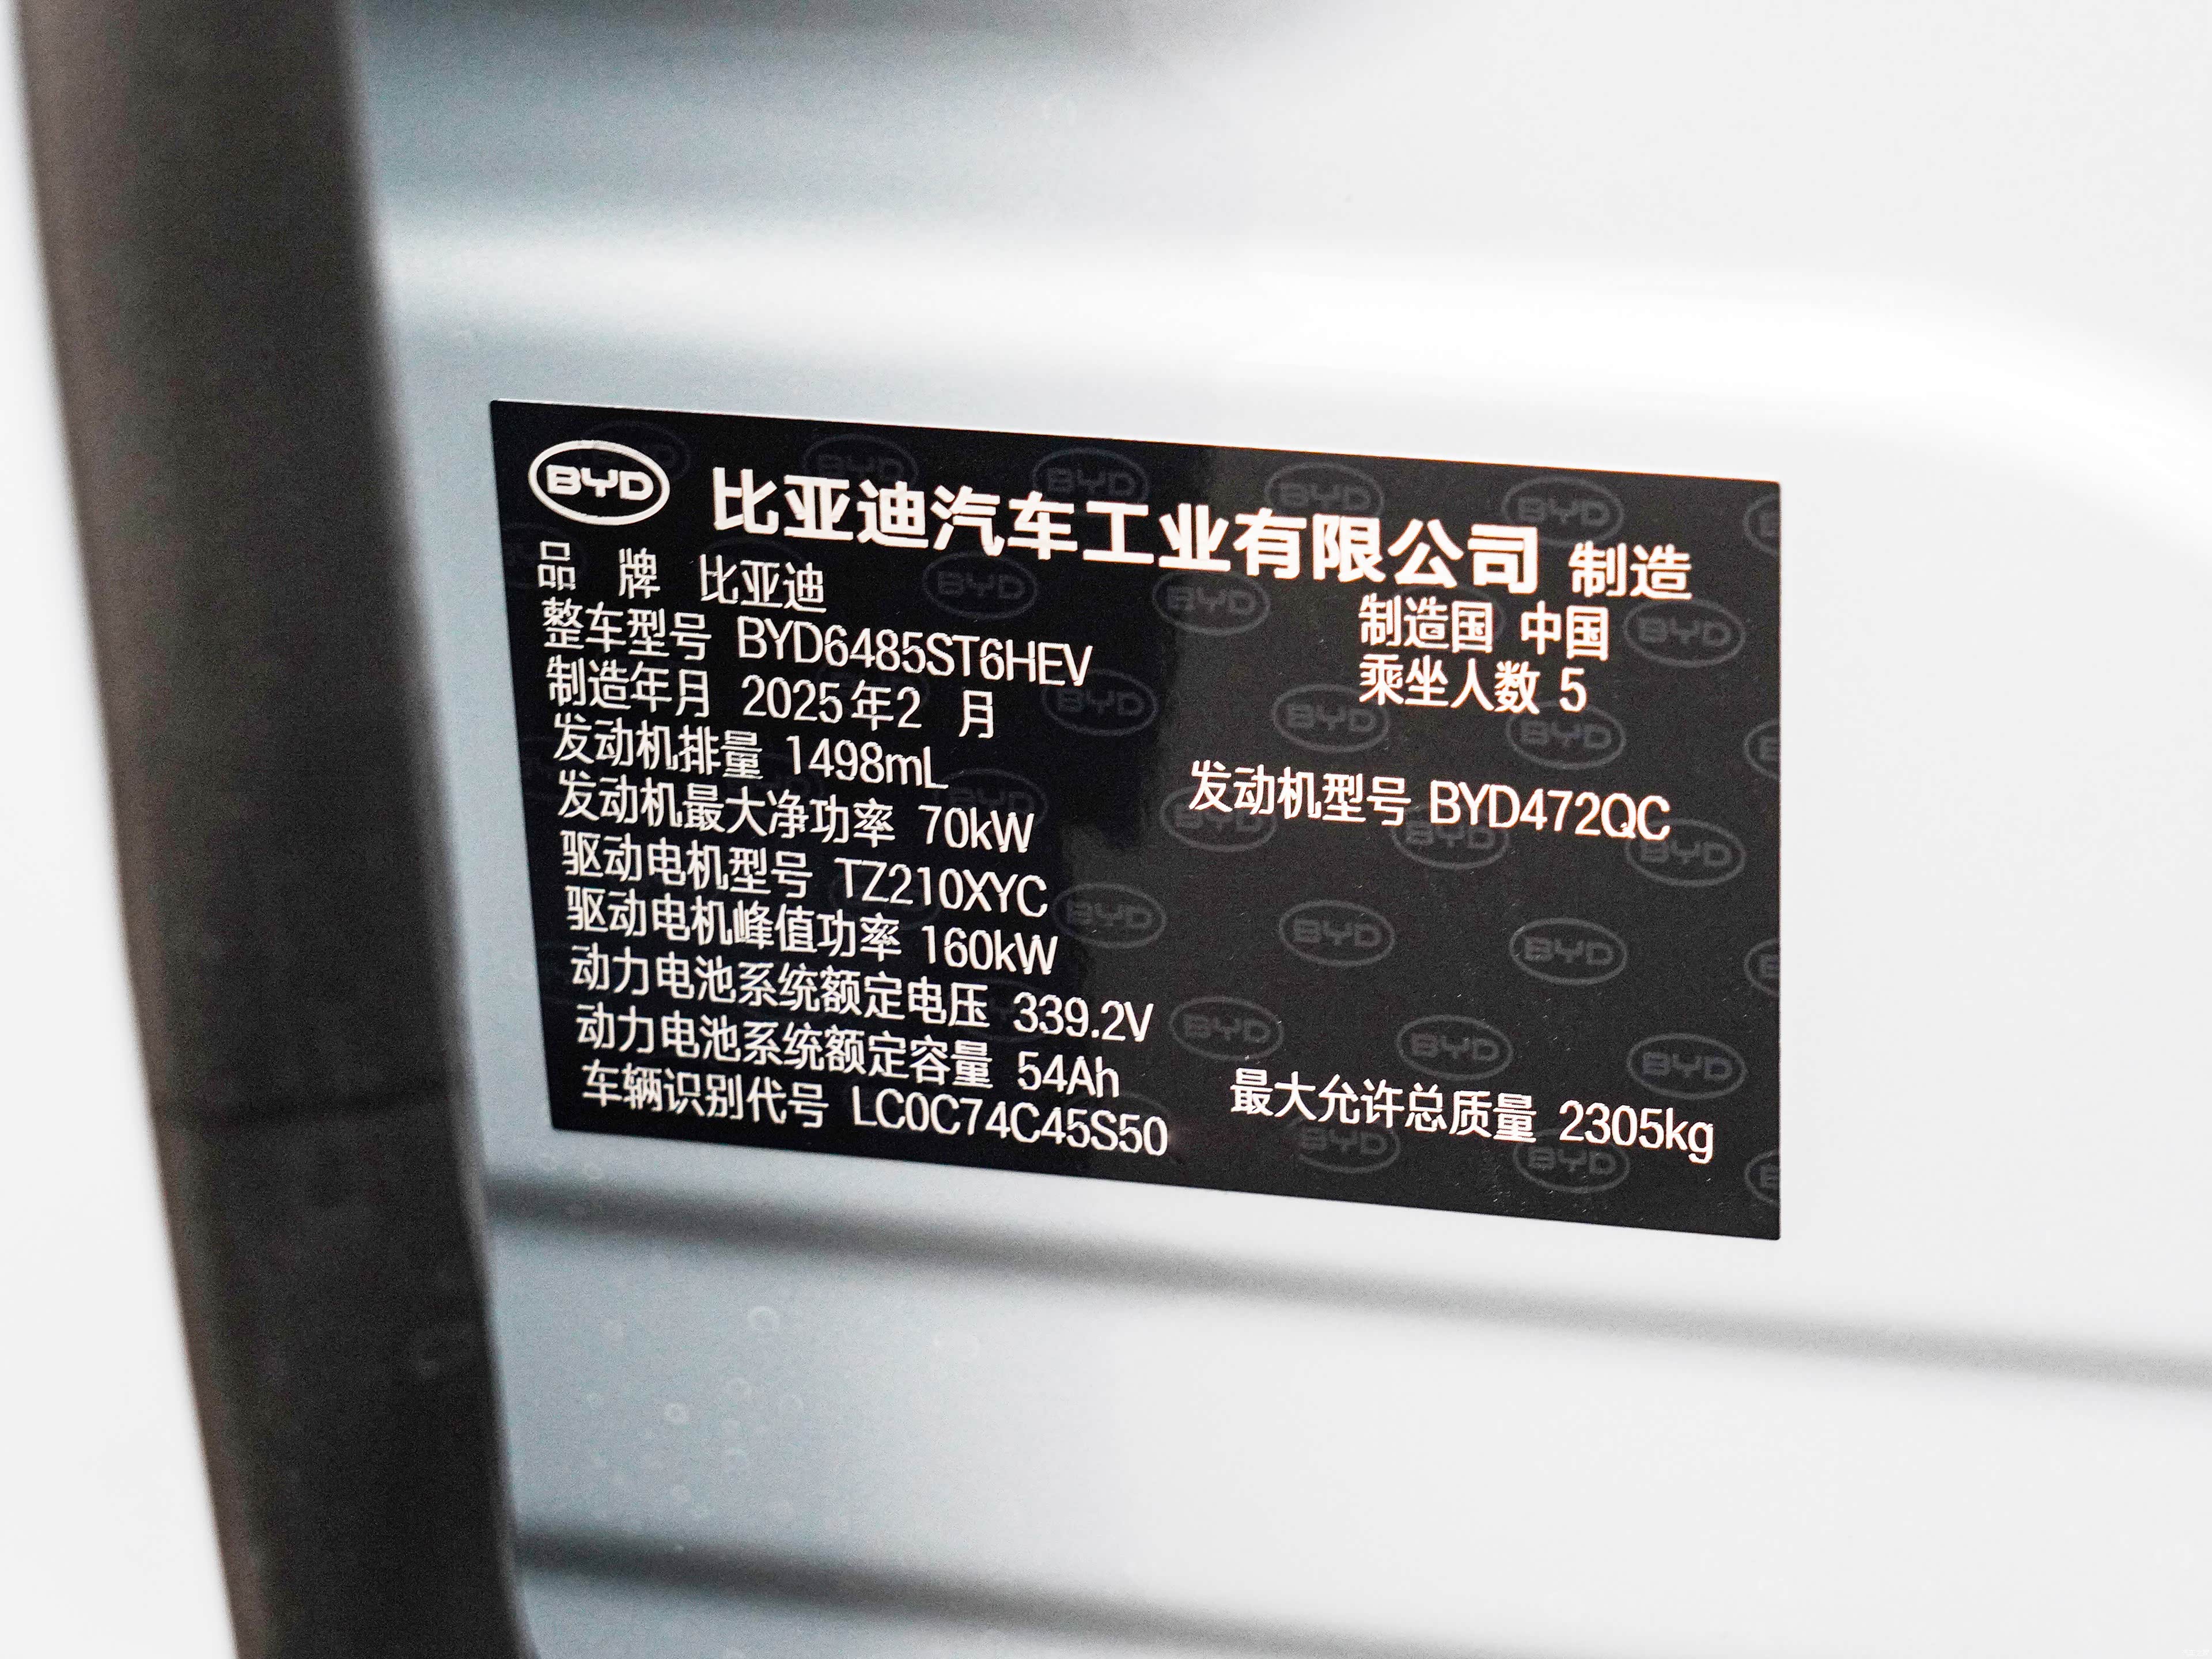 BYD 比亚迪汽车工业有限公司 制造
品 牌 比亚迪
制造国 中国
整车型号 BYD6485ST6HEV
乘坐人数 5
制造年月 2025年2 月
发动机排量 1498mL
发动机型号 BYD472QC
发动机最大净功率 70kW
驱动电机型号 TZ210XYC
驱动电机峰值功率 160kW
动力电池系统额定电压 339.2V
动力电池系统额定容量 54Ah
最大允许总质量 2305kg
车辆识别代号 LC0C74C45S50